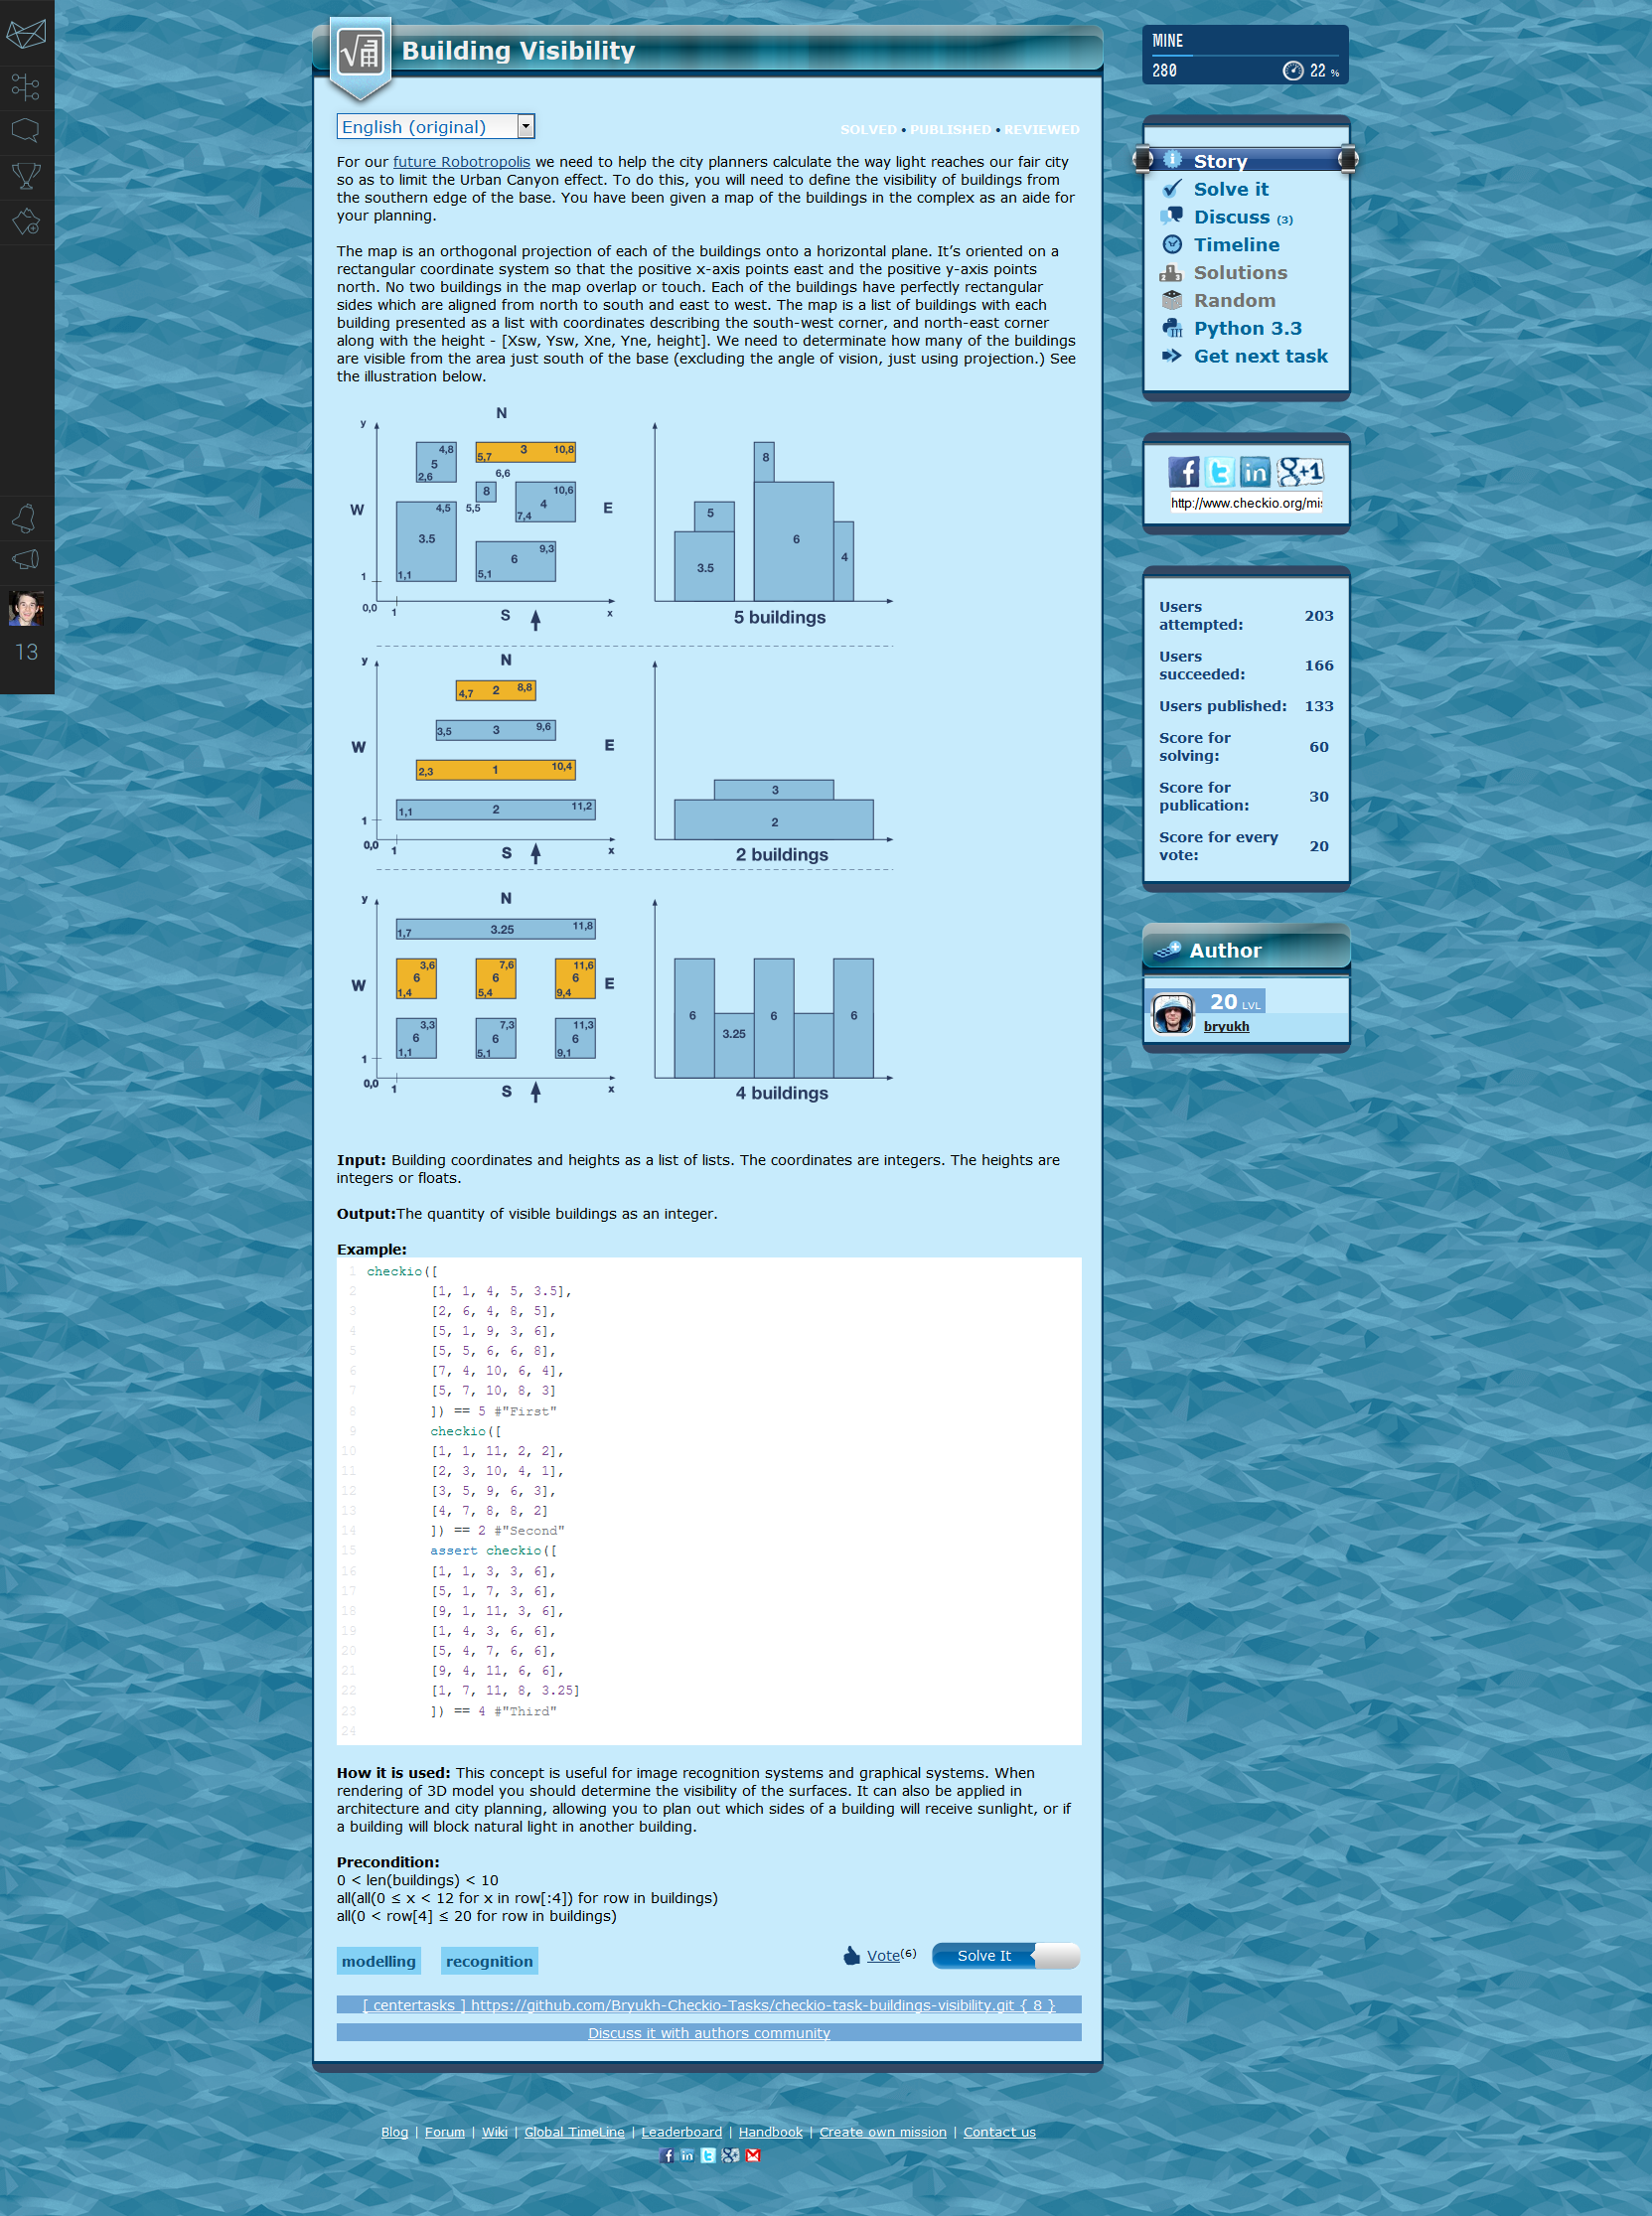 Building Visibility
English (original)
SOLVED • PUBLISHED • REVIEWED
For our future Robotropolis we need to help the city planners calculate the way light reaches our fair city
so as to limit the Urban Canyon effect. To do this, you will need to define the visibility of buildings from
the southern edge of the base. You have been given a map of the buildings in the complex as an aide for
your planning.
The map is an orthogonal projection of each of the buildings onto a horizontal plane. It's oriented on a
rectangular coordinate system so that the positive x-axis points east and the positive y-axis points
north. No two buildings in the map overlap or touch. Each of the buildings have perfectly rectangular
sides which are aligned from north to south and east to west. The map is a list of buildings with each
building presented as a list with coordinates describing the south-west corner, and north-east corner
along with the height - [Xsw, Ysw, Xne, Yne, height]. We need to determinate how many of the buildings
are visible from the area just south of the base (excluding the angle of vision, just using projection.) See
the illustration below.
N
y
4,8
5
2,6
3
10,8
5,7
6,6
8
5,5
10,6
4
7,4
W
4,5
3.5
1,1
E
9,3
6
5,1
1
0,0
1
S
x
8
5
6
3.5
4
5 buildings
N
y
4,7
2
8,8
3,5
3
9,6
W
E
2,3
1
10,4
1,1
2
11,2
1
0,0
1
S
x
3
2
2 buildings
N
y
1,7
3.25
11,8
W
3,6
6
1,4
7,6
6
5,4
11,6
6
9,4
E
3,3
6
1,1
7,3
6
5,1
11,3
6
9,1
1
0,0
1
S
x
6
3.25
6
6
4 buildings
Input: Building coordinates and heights as a list of lists. The coordinates are integers. The heights are
integers or floats.
Output:The quantity of visible buildings as an integer.
Example:
1 checkio([
2 [1, 1, 4, 5, 3.5],
3 [2, 6, 4, 8, 5],
4 [5, 1, 9, 3, 6],
5 [5, 5, 6, 6, 8],
6 [7, 4, 10, 6, 4],
7 [5, 7, 10, 8, 3]
8 ]) == 5 #"First"
9 checkio([
10 [1, 1, 11, 2, 2],
11 [2, 3, 10, 4, 1],
12 [3, 5, 9, 6, 3],
13 [4, 7, 8, 8, 2]
14 ]) == 2 #"Second"
15 assert checkio([
16 [1, 1, 3, 3, 6],
17 [5, 1, 7, 3, 6],
18 [9, 1, 11, 3, 6],
19 [1, 4, 3, 6, 6],
20 [5, 4, 7, 6, 6],
21 [9, 4, 11, 6, 6],
22 [1, 7, 11, 8, 3.25]
23 ]) == 4 #"Third"
24
How it is used: This concept is useful for image recognition systems and graphical systems. When
rendering of 3D model you should determine the visibility of the surfaces. It can also be applied in
architecture and city planning, allowing you to plan out which sides of a building will receive sunlight, or if
a building will block natural light in another building.
Precondition:
0 < len(buildings) < 10
all(all(0 ≤ x < 12 for x in row[:4]) for row in buildings)
all(0 < row[4] ≤ 20 for row in buildings)
modelling
recognition
Vote(6)
Solve It
[ centertasks ] https://github.com/Bryukh-Checkio-Tasks/checkio-task-buildings-visibility.git { 8 }
Discuss it with authors community
13
MINE
280
22 %
Story
Solve it
Discuss (3)
Timeline
Solutions
Random
Python 3.3
Get next task
f t in g+1
http://www.checkio.org/mi
Users attempted: 203
Users succeeded: 166
Users published: 133
Score for solving: 60
Score for publication: 30
Score for every vote: 20
Author
20 LVL
bryukh
Blog | Forum | Wiki | Global TimeLine | Leaderboard | Handbook | Create own mission | Contact us